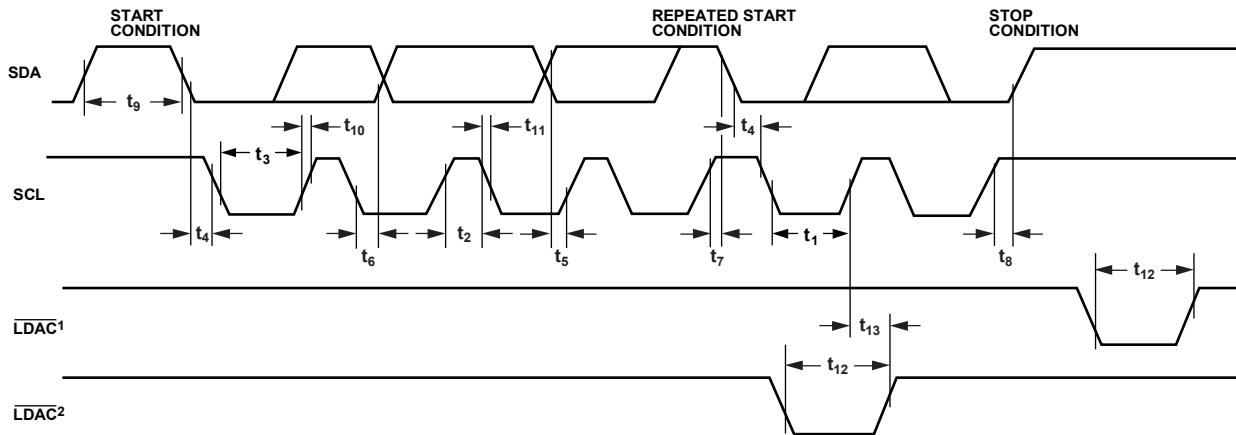 START
CONDITION
REPEATED START
CONDITION
STOP
CONDITION
SDA
t9
t10
t11
t4
t3
SCL
t4
t6
t2
t5
t7
t1
t8
t12
LDAC1
t13
t12
LDAC2